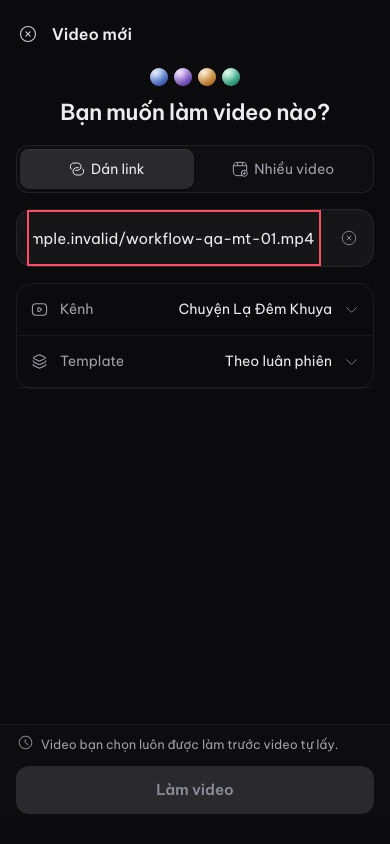 Video mới
Bạn muốn làm video nào?
Dán link
Nhiều video
mple.invalid/workflow-qa-mt-01.mp4
Kênh
Chuyện Lạ Đêm Khuya
Template
Theo luân phiên
Video bạn chọn luôn được làm trước video tự lấy.
Làm video